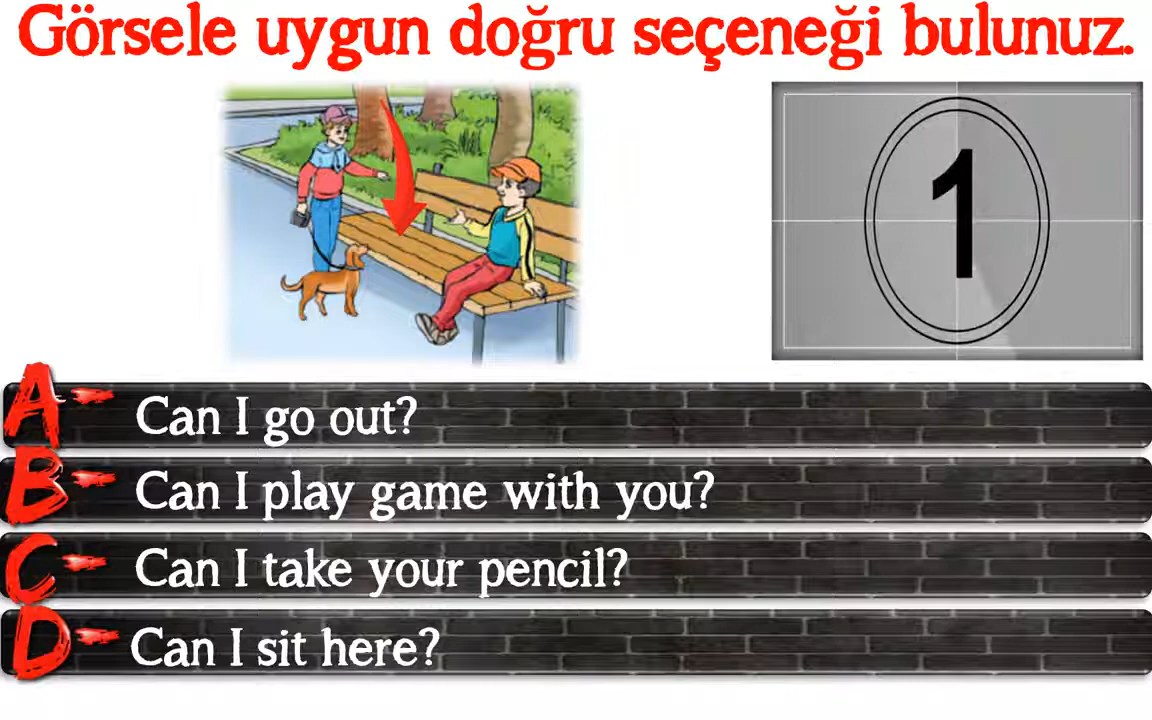 Görsele uygun doğru seçeneği bulunuz.
1
A- Can I go out?
B- Can I play game with you?
C- Can I take your pencil?
D- Can I sit here?